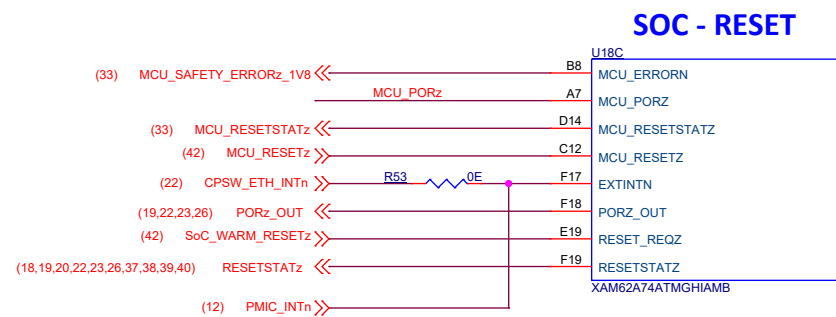 SOC - RESET
U18C
(33) MCU_SAFETY_ERRORz_1V8 B8 MCU_ERRORN
MCU_PORz A7 MCU_PORZ
(33) MCU_RESETSTATz D14 MCU_RESETSTATZ
(42) MCU_RESETz C12 MCU_RESETZ
(22) CPSW_ETH_INTn R53 0E F17 EXTINTN
(19,22,23,26) PORz_OUT F18 PORZ_OUT
(42) SoC_WARM_RESETz E19 RESET_REQZ
(18,19,20,22,23,26,37,38,39,40) RESETSTATz F19 RESETSTATZ
XAM62A74ATMGHIAMB
(12) PMIC_INTn